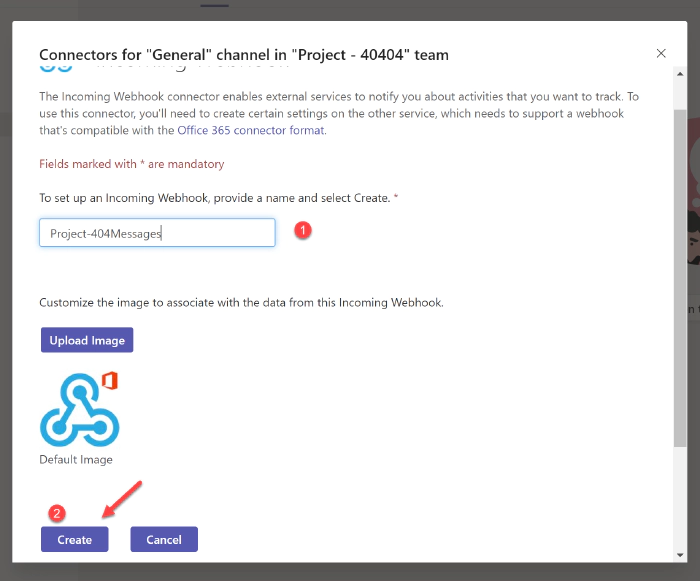 Connectors for "General" channel in "Project - 40404" team
The Incoming Webhook connector enables external services to notify you about activities that you want to track. To
use this connector, you'll need to create certain settings on the other service, which needs to support a webhook
that's compatible with the Office 365 connector format.
Fields marked with * are mandatory
To set up an Incoming Webhook, provide a name and select Create. *
Project-404Messages
1
Customize the image to associate with the data from this Incoming Webhook.
Upload Image
Default Image
2
Create
Cancel